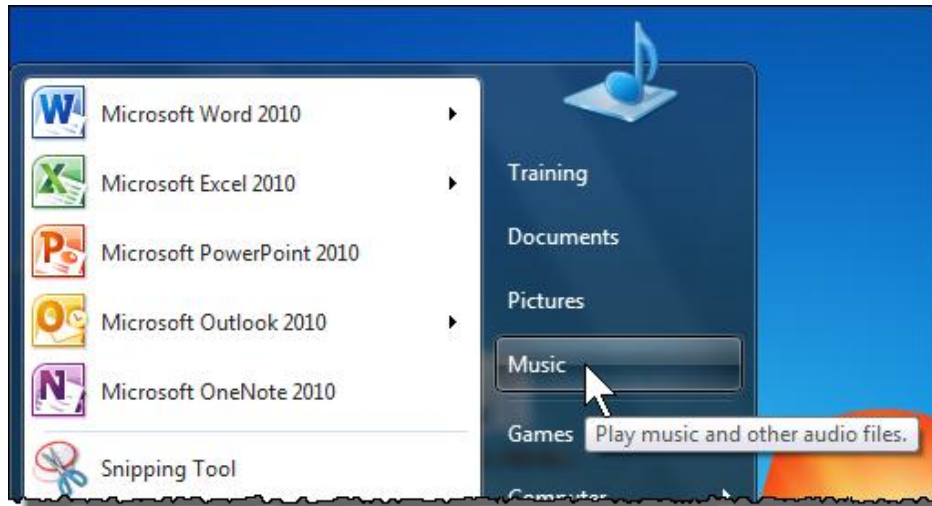 Microsoft Word 2010
Microsoft Excel 2010
Microsoft PowerPoint 2010
Microsoft Outlook 2010
Microsoft OneNote 2010
Snipping Tool
Training
Documents
Pictures
Music
Games
Play music and other audio files.
Computer